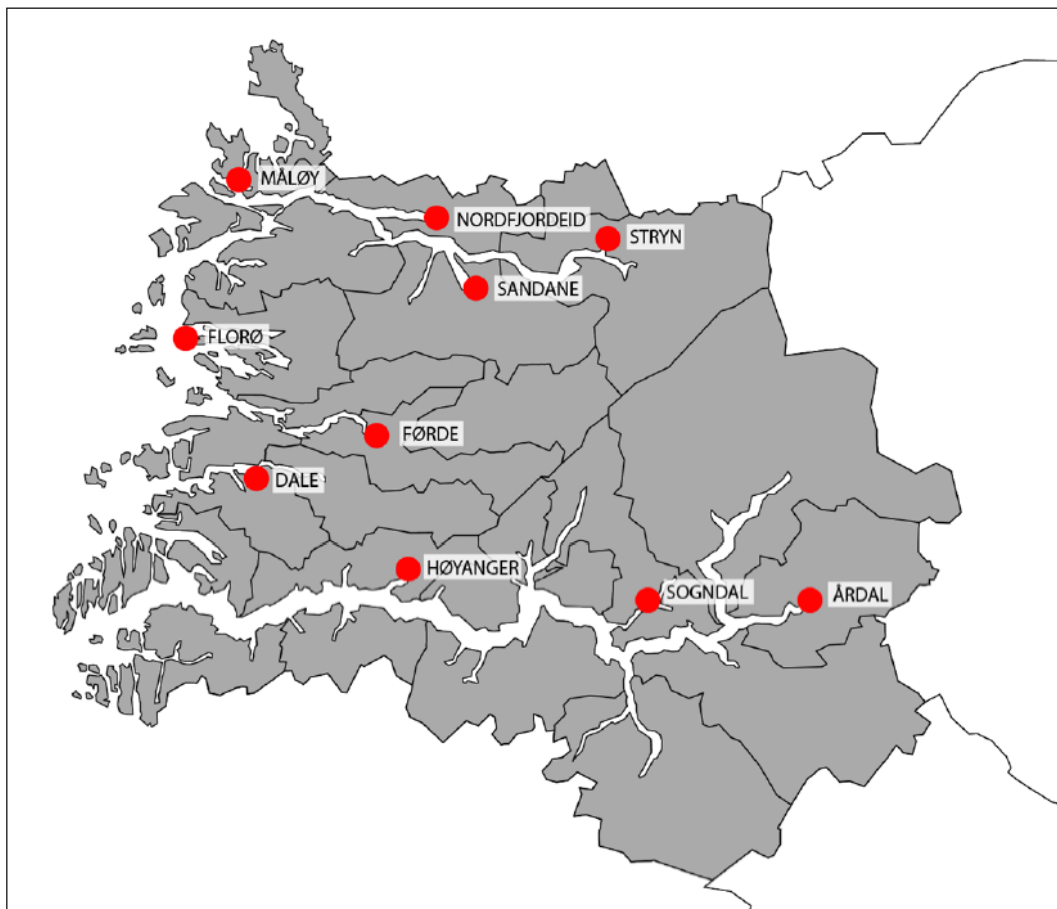 MÅLØY
NORDFJORDEID
STRYN
SANDANE
FLORØ
FØRDE
DALE
HØYANGER
SOGNDAL
ÅRDAL